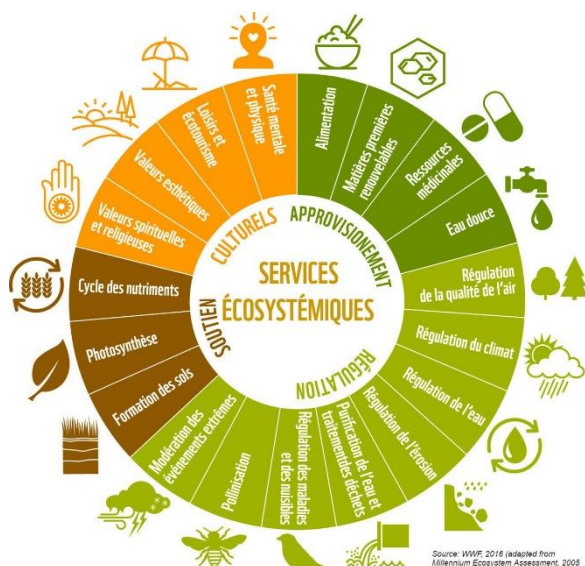 SERVICES
ÉCOSYSTÉMIQUES
APPROVISIONEMENT
Alimentation
Matières premières
renouvelables
Ressources
médicinales
Eau douce
RÉGULATION
Régulation
de la qualité de l'air
Régulation du climat
Régulation de l'eau
Régulation de l'érosion
Purification de l'eau et
traitementdes déchets
Régulation des maladies
et des nuisibles
Pollinisation
Modération des
événements extrêmes
SOUTIEN
Formation des sols
Photosynthèse
Cycle des nutriments
CULTURELS
Valeurs spirituelles
et religieuses
Valeurs esthétiques
Loisirs et
écotourisme
Santé mentale
et physique
Source: WWF, 2016 (adapted from
Millennium Ecosystem Assessment, 2005